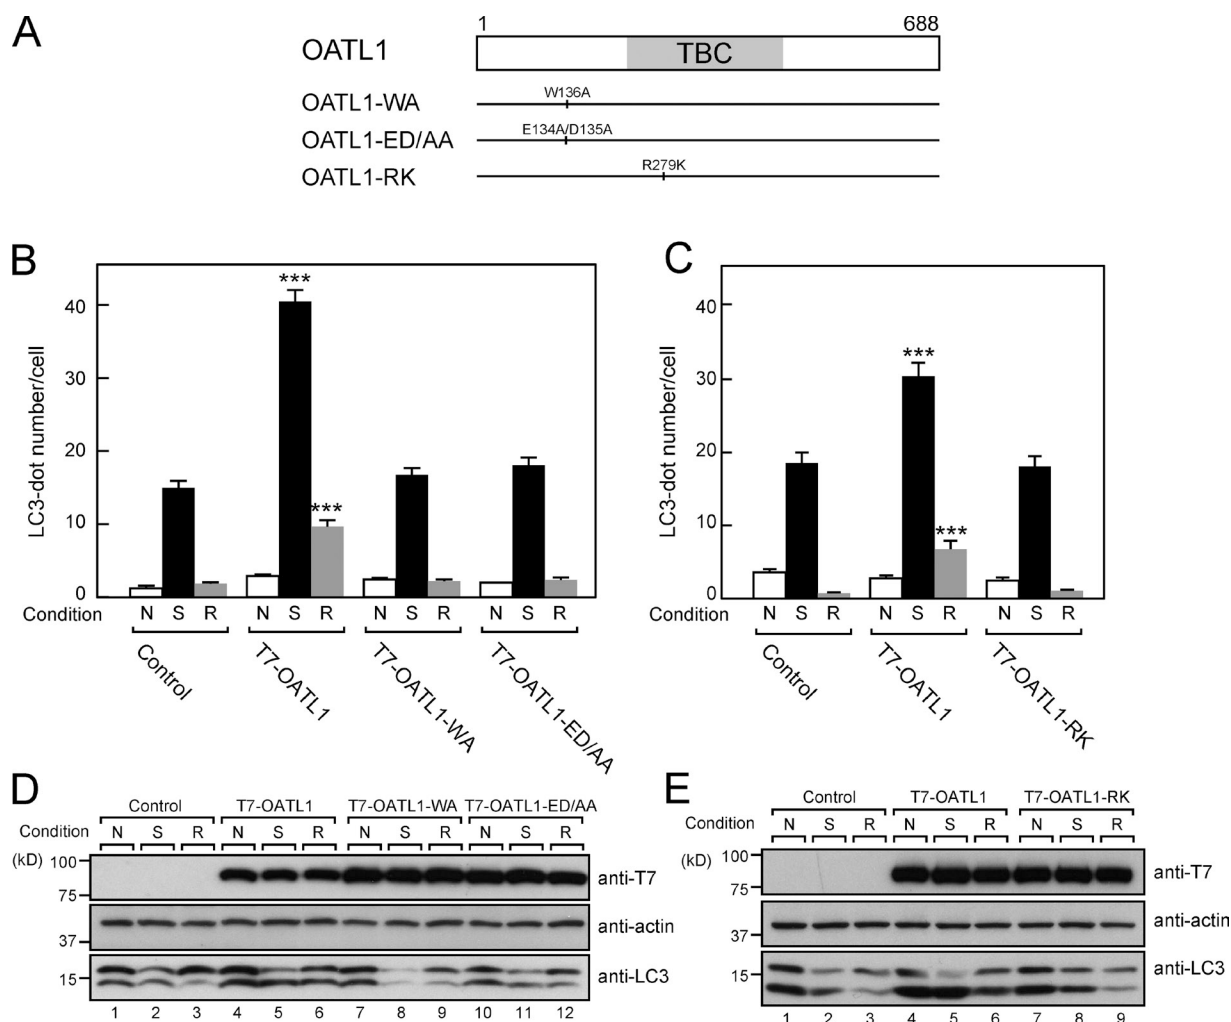 A
1 688
OATL1 TBC
OATL1-WA W136A
OATL1-ED/AA E134A/D135A
OATL1-RK R279K
B
LC3-dot number/cell
40
30
20
10
0
*** ***
Condition N S R N S R N S R N S R
Control T7-OATL1 T7-OATL1-WA T7-OATL1-ED/AA
C
LC3-dot number/cell
40
30
20
10
0
*** ***
Condition N S R N S R N S R
Control T7-OATL1 T7-OATL1-RK
D
Control T7-OATL1 T7-OATL1-WA T7-OATL1-ED/AA
Condition N S R N S R N S R N S R
(kD)
100
75
anti-T7
37
anti-actin
15
anti-LC3
1 2 3 4 5 6 7 8 9 10 11 12
E
Control T7-OATL1 T7-OATL1-RK
Condition N S R N S R N S R
(kD)
100
75
anti-T7
37
anti-actin
15
anti-LC3
1 2 3 4 5 6 7 8 9